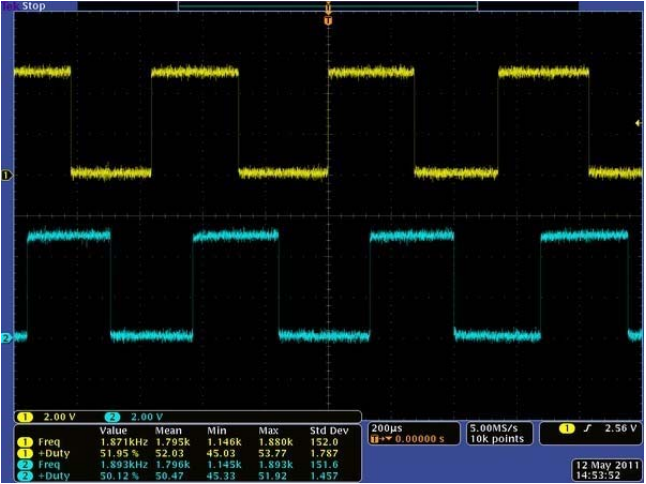 Tek Stop
T
1
2
1 2.00 V 2 2.00 V
Value Mean Min Max Std Dev
1 Freq 1.871kHz 1.795k 1.146k 1.880k 152.0
1 +Duty 51.95 % 52.03 45.03 53.77 1.787
2 Freq 1.893kHz 1.796k 1.145k 1.893k 151.6
2 +Duty 50.12 % 50.47 45.33 51.92 1.457
200µs
T→▼ 0.00000 s
5.00MS/s
10k points
1 ƒ 2.56 V
12 May 2011
14:53:52